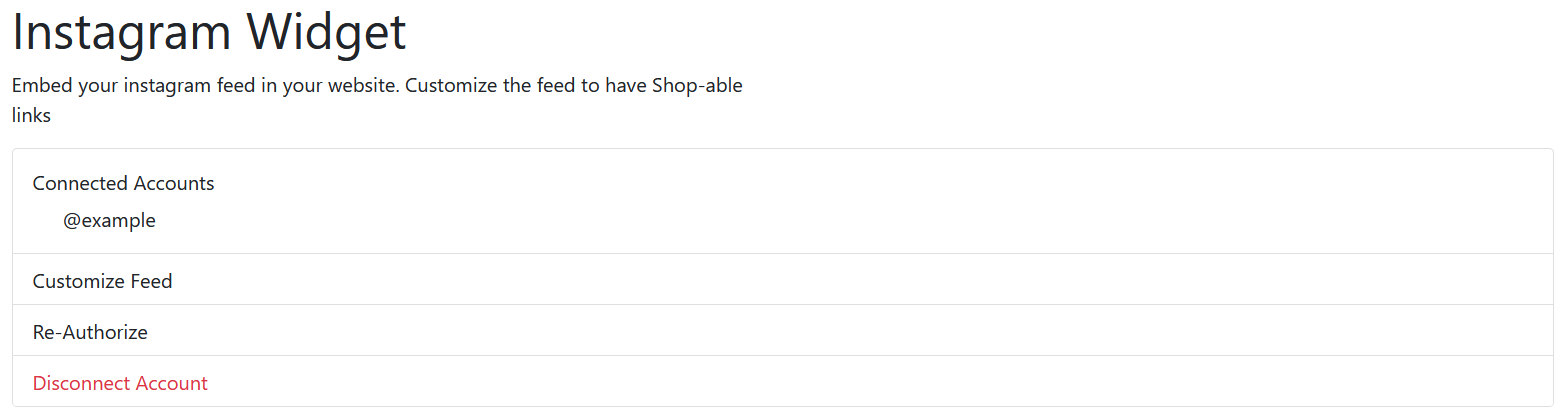 Instagram Widget
Embed your instagram feed in your website. Customize the feed to have Shop-able
links
Connected Accounts
@example
Customize Feed
Re-Authorize
Disconnect Account